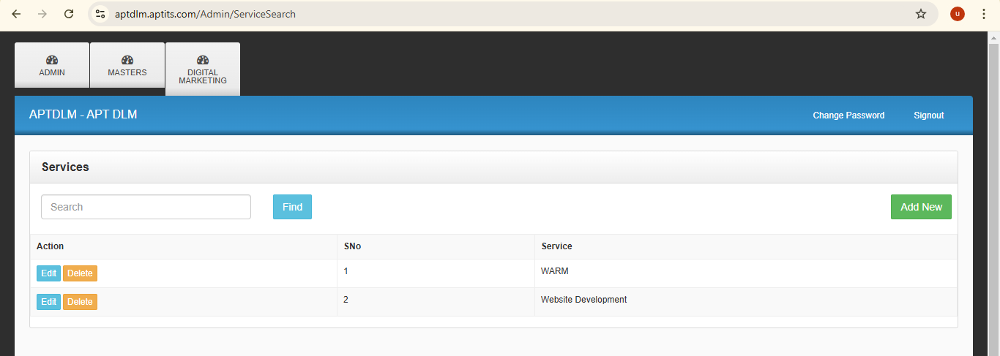 aptdlm.aptits.com/Admin/ServiceSearch
u
ADMIN
MASTERS
DIGITAL
MARKETING
APTDLM - APT DLM
Change Password
Signout
Services
Search
Find
Add New
Action SNo Service
Edit Delete 1 WARM
Edit Delete 2 Website Development